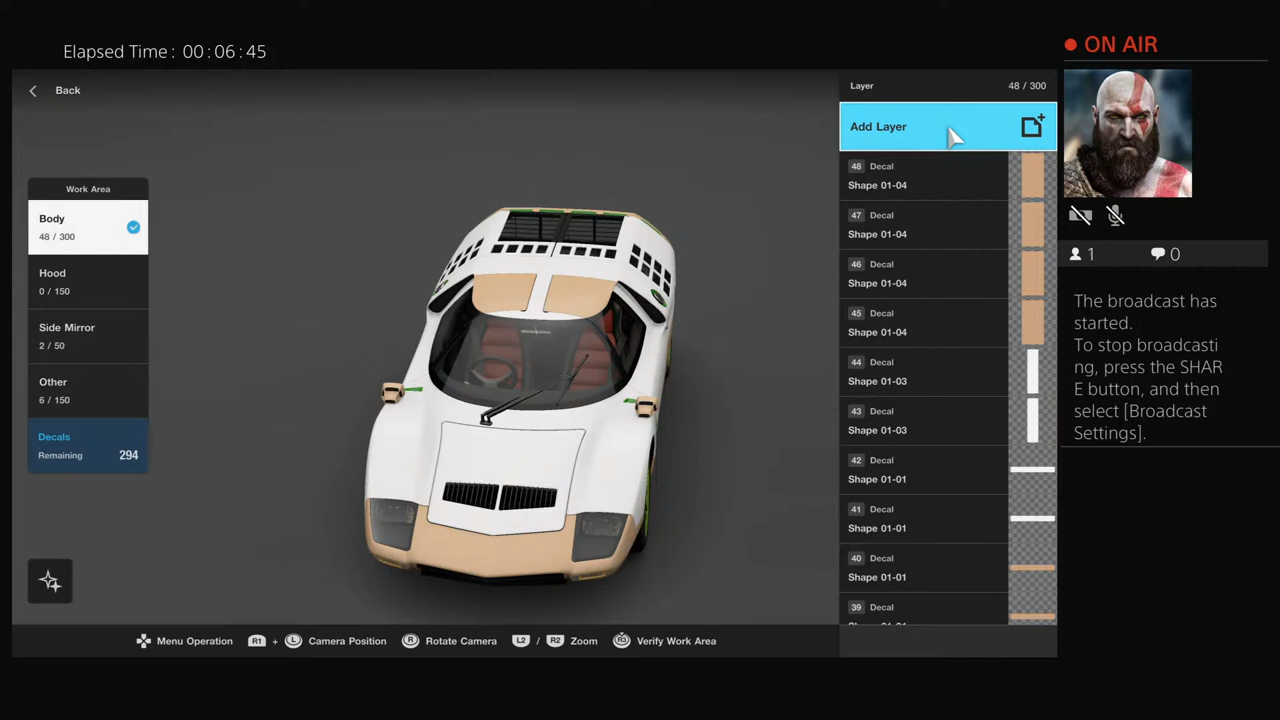 Elapsed Time : 00:06:45
ON AIR
Back
Layer 48 / 300
Add Layer
Work Area
Body
48 / 300
Hood
0 / 150
Side Mirror
2 / 50
Other
6 / 150
Decals
Remaining 294
48 Decal
Shape 01-04
47 Decal
Shape 01-04
46 Decal
Shape 01-04
45 Decal
Shape 01-04
44 Decal
Shape 01-03
43 Decal
Shape 01-03
42 Decal
Shape 01-01
41 Decal
Shape 01-01
40 Decal
Shape 01-01
39 Decal
Shape 01-01
1 0
The broadcast has
started.
To stop broadcasti
ng, press the SHAR
E button, and then
select [Broadcast
Settings].
Menu Operation R1 + L Camera Position R Rotate Camera L2 / R2 Zoom R3 Verify Work Area